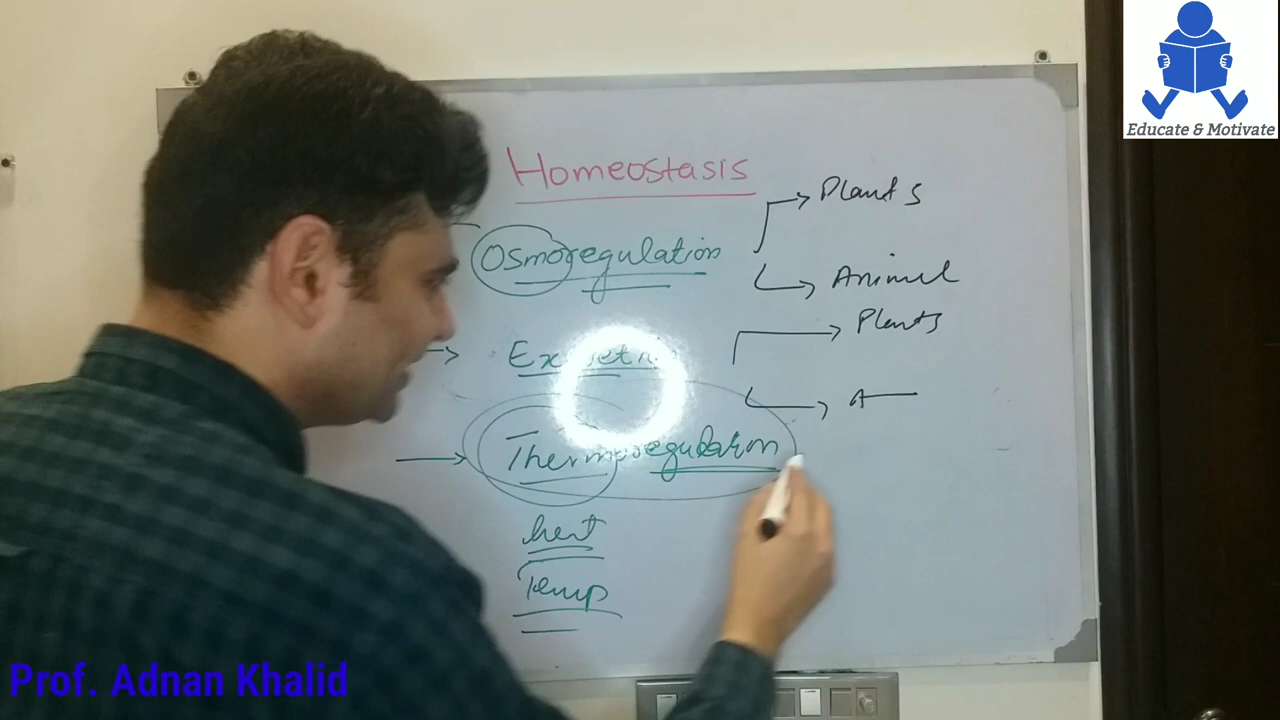 Educate & Motivate
Homeostasis
Plants
Osmoregulation
Animal
Plants
A
Thermoregulation
heat
Temp
Prof. Adnan Khalid